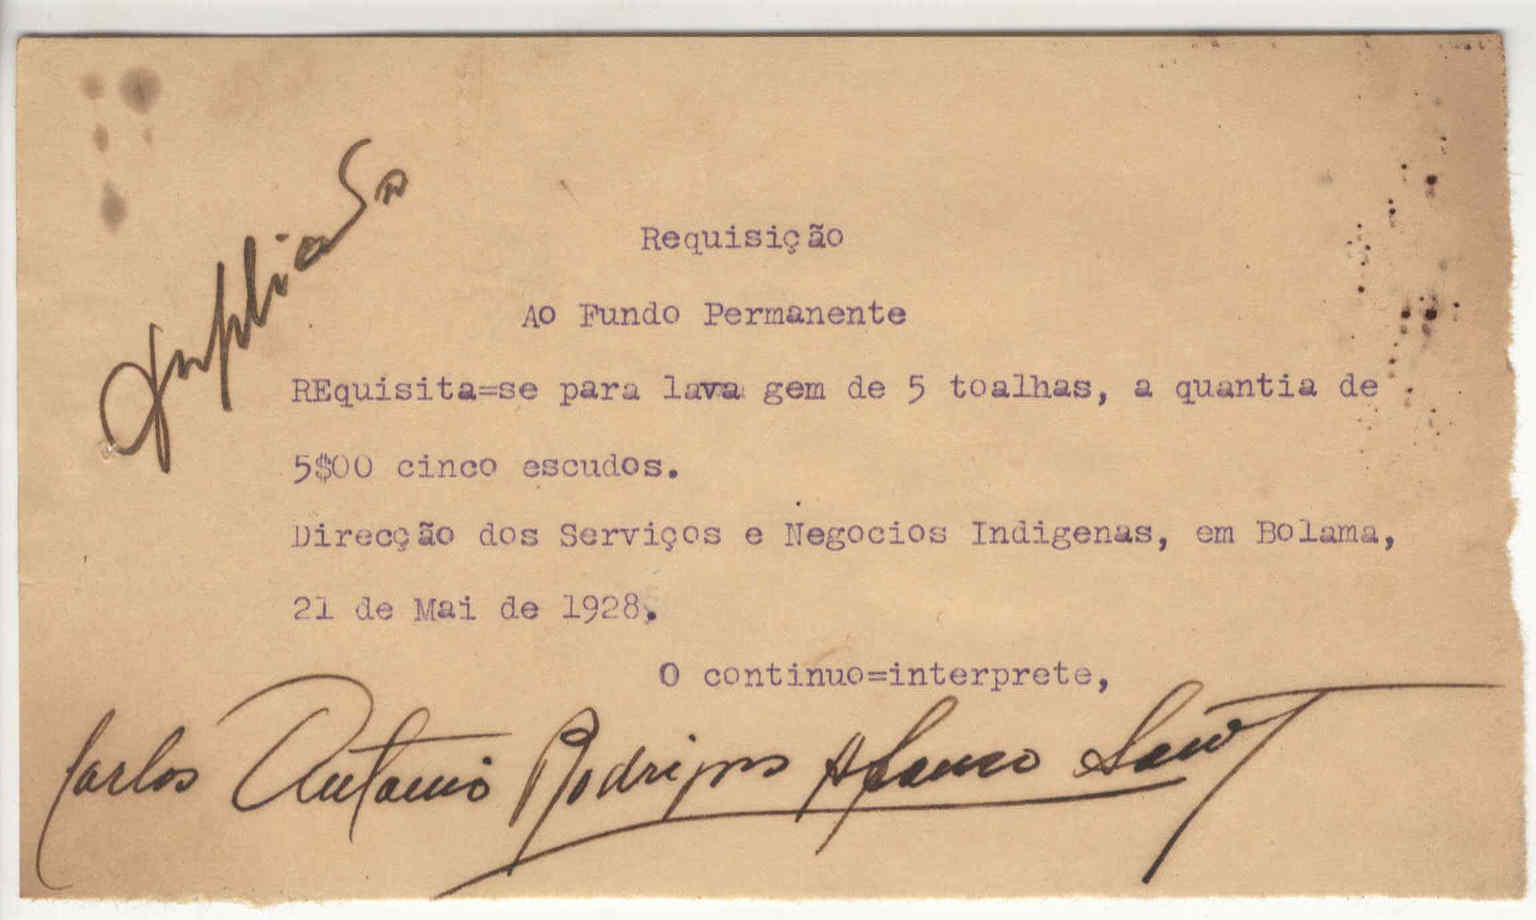 Requisição
Ao Fundo Permanente
REquisita=se para lava gem de 5 toalhas, a quantia de
5$00 cinco escudos.
Direcção dos Serviços e Negocios Indigenas, em Bolama,
21 de Mai de 1928.
O continuo=interprete,
Carlos Antonio Rodrigues Afonso